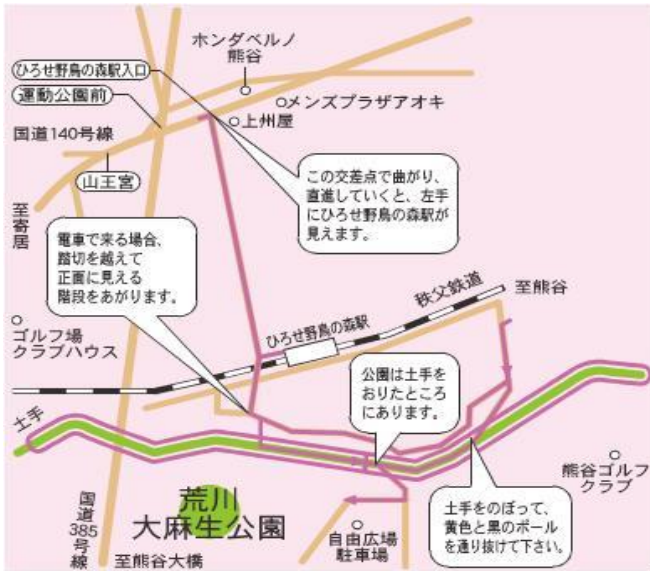 ホンダベルノ
熊谷
ひろせ野鳥の森駅入口
運動公園前
メンズプラザアオキ
上州屋
国道140号線
山王宮
この交差点で曲がり、
直進していくと、左手
にひろせ野鳥の森駅が
見えます。
至寄居
電車で来る場合、
踏切を越えて
正面に見える
階段をあがります。
秩父鉄道
至熊谷
ゴルフ場
クラブハウス
ひろせ野鳥の森駅
公園は土手を
おりたところ
にあります。
土手
熊谷ゴルフ
クラブ
荒川
大麻生公園
国道385号線
土手をのぼって、
黄色と黒のポール
を通り抜けて下さい。
自由広場
駐車場
至熊谷大橋